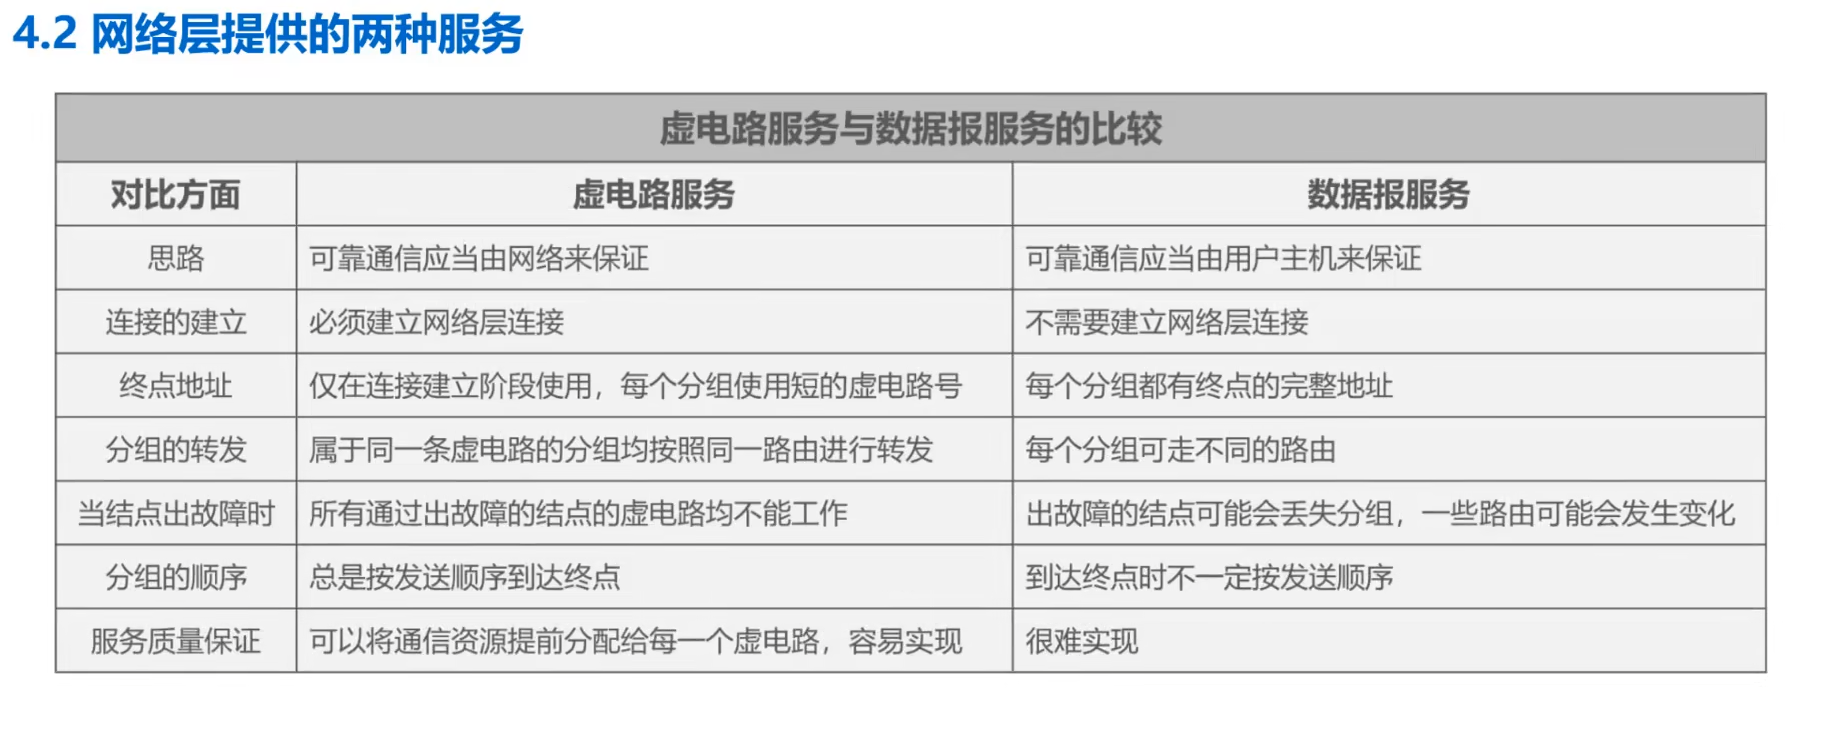 4.2 网络层提供的两种服务
虚电路服务与数据报服务的比较
对比方面 虚电路服务 数据报服务
思路 可靠通信应当由网络来保证 可靠通信应当由用户主机来保证
连接的建立 必须建立网络层连接 不需要建立网络层连接
终点地址 仅在连接建立阶段使用，每个分组使用短的虚电路号 每个分组都有终点的完整地址
分组的转发 属于同一条虚电路的分组均按照同一路由进行转发 每个分组可走不同的路由
当结点出故障时 所有通过出故障的结点的虚电路均不能工作 出故障的结点可能会丢失分组，一些路由可能会发生变化
分组的顺序 总是按发送顺序到达终点 到达终点时不一定按发送顺序
服务质量保证 可以将通信资源提前分配给每一个虚电路，容易实现 很难实现